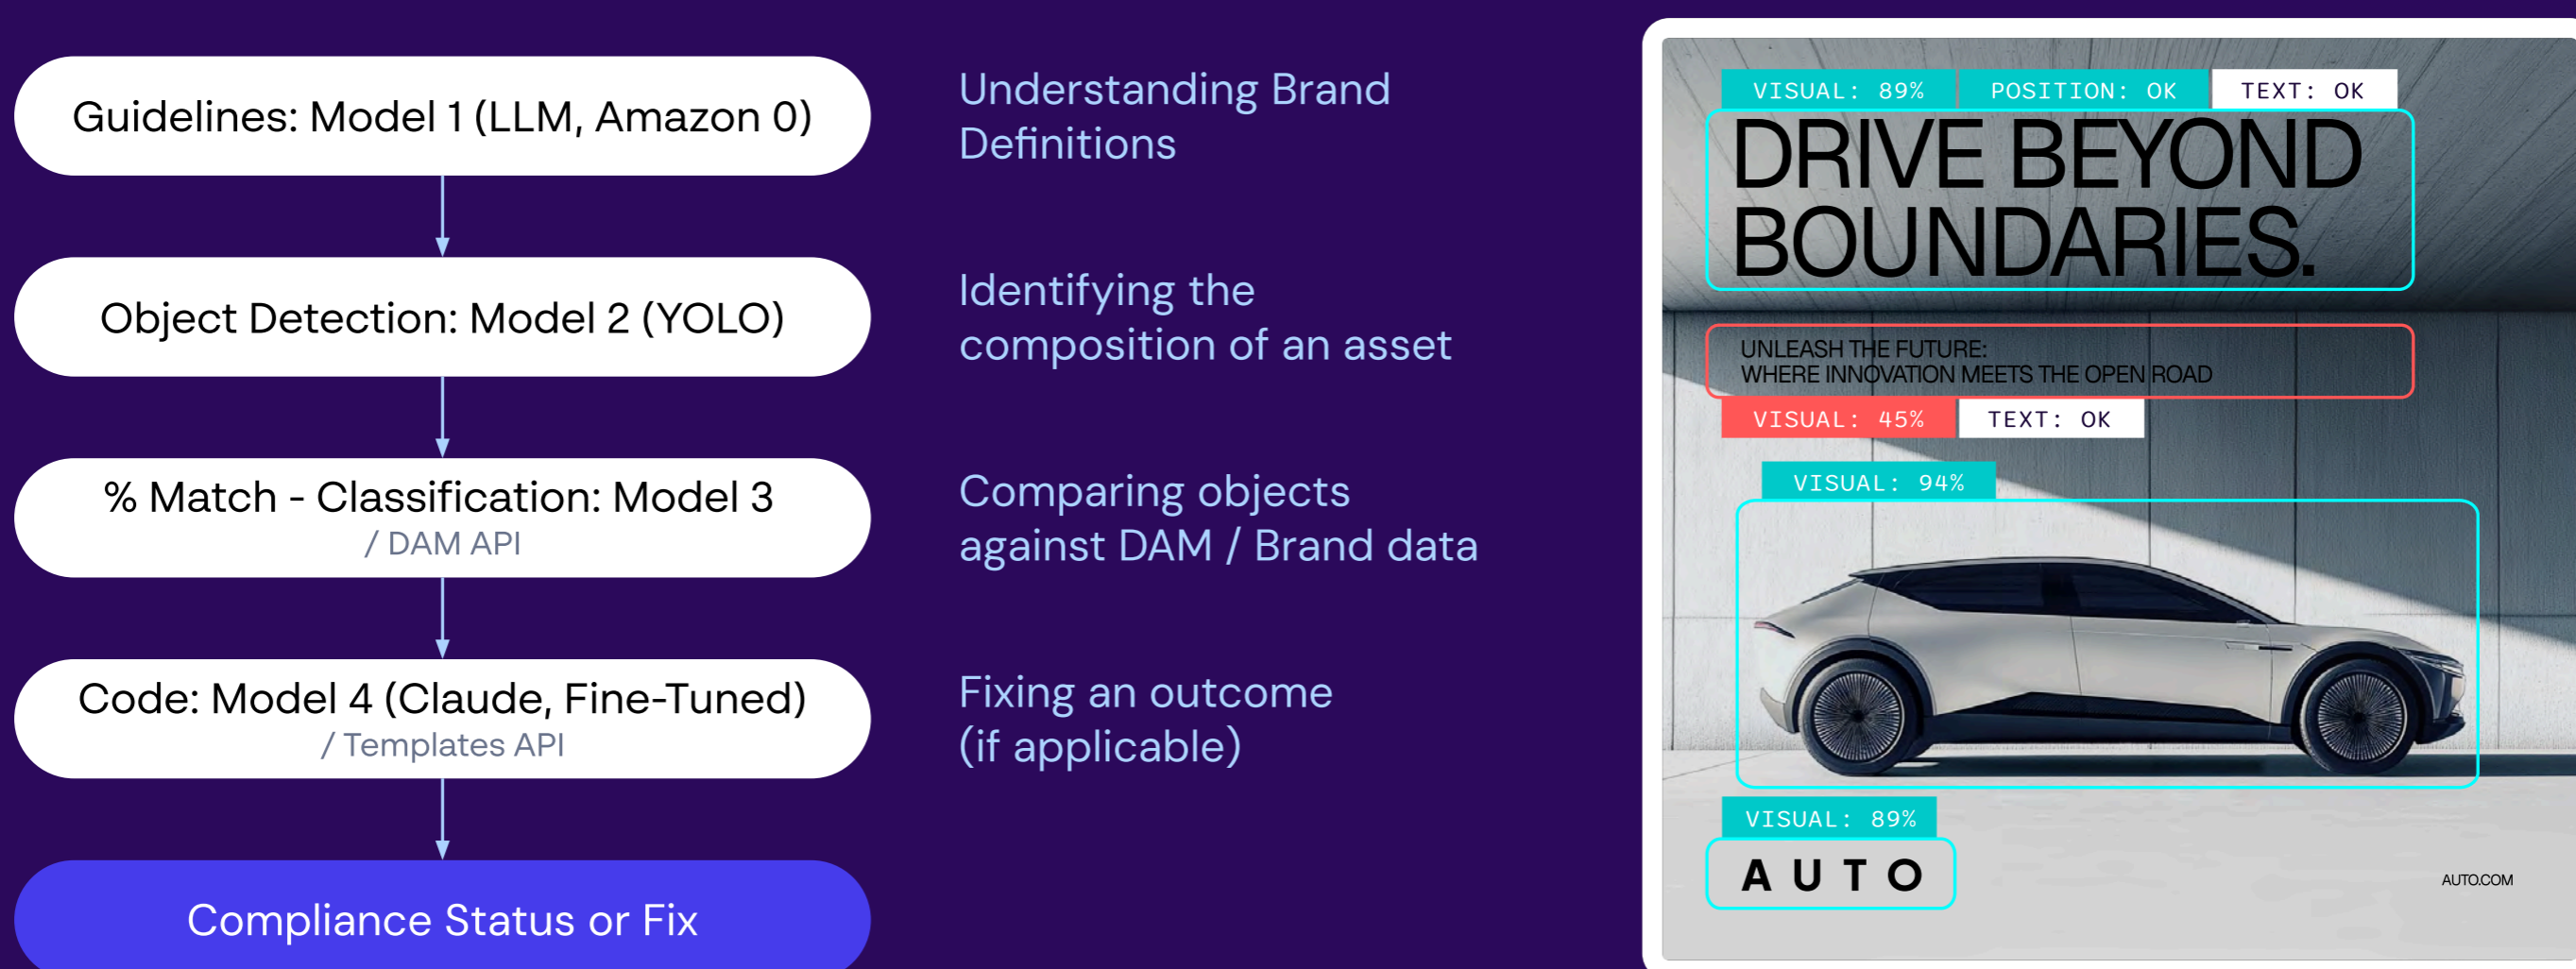 Guidelines: Model 1 (LLM, Amazon 0)
Understanding Brand
Definitions
Object Detection: Model 2 (YOLO)
Identifying the
composition of an asset
% Match - Classification: Model 3
/ DAM API
Comparing objects
against DAM / Brand data
Code: Model 4 (Claude, Fine-Tuned)
/ Templates API
Fixing an outcome
(if applicable)
Compliance Status or Fix
VISUAL: 89% POSITION: OK TEXT: OK
DRIVE BEYOND
BOUNDARIES.
UNLEASH THE FUTURE:
WHERE INNOVATION MEETS THE OPEN ROAD
VISUAL: 45% TEXT: OK
VISUAL: 94%
VISUAL: 89%
AUTO
AUTO.COM